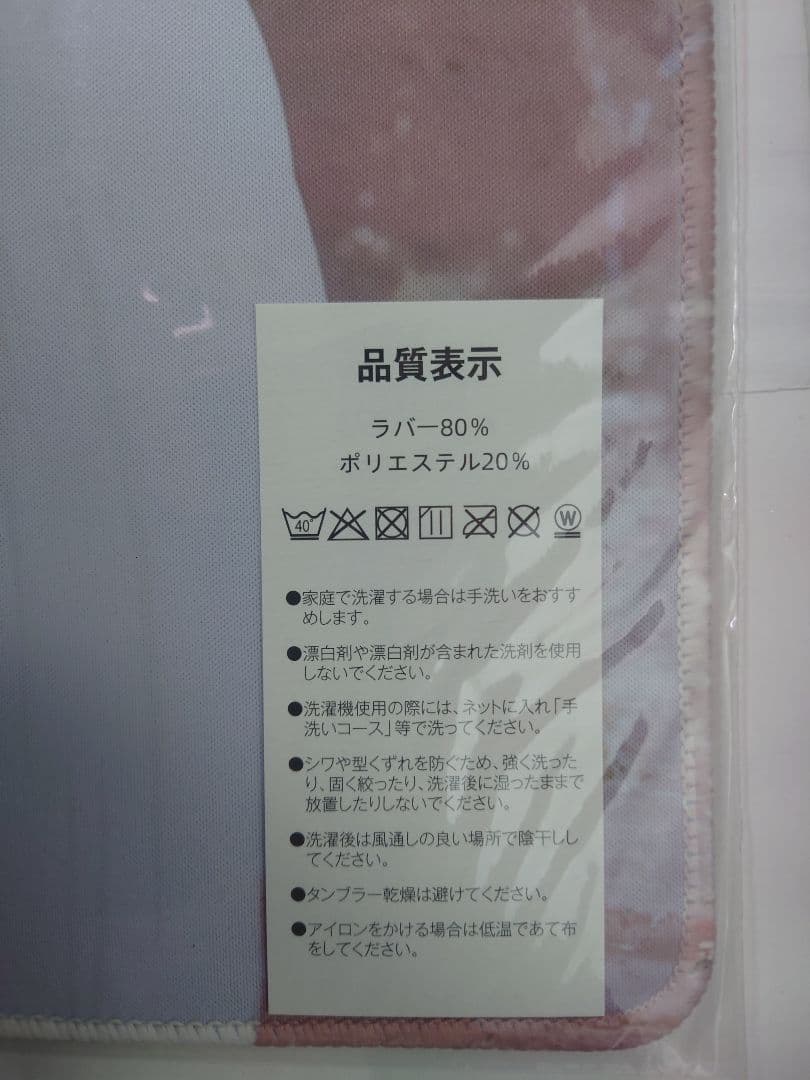 品質表示
ラバー80%
ポリエステル20%
40°
W
●家庭で洗濯する場合は手洗いをおすす
めします。
●漂白剤や漂白剤が含まれた洗剤を使用
しないでください。
●洗濯機使用の際には、ネットに入れ「手
洗いコース」等で洗ってください。
●シワや型くずれを防ぐため、強く洗った
り、固く絞ったり、洗濯後に湿ったままで
放置したりしないでください。
●洗濯後は風通しの良い場所で陰干しし
てください。
●タンブラー乾燥は避けてください。
●アイロンをかける場合は低温であて布
をしてください。